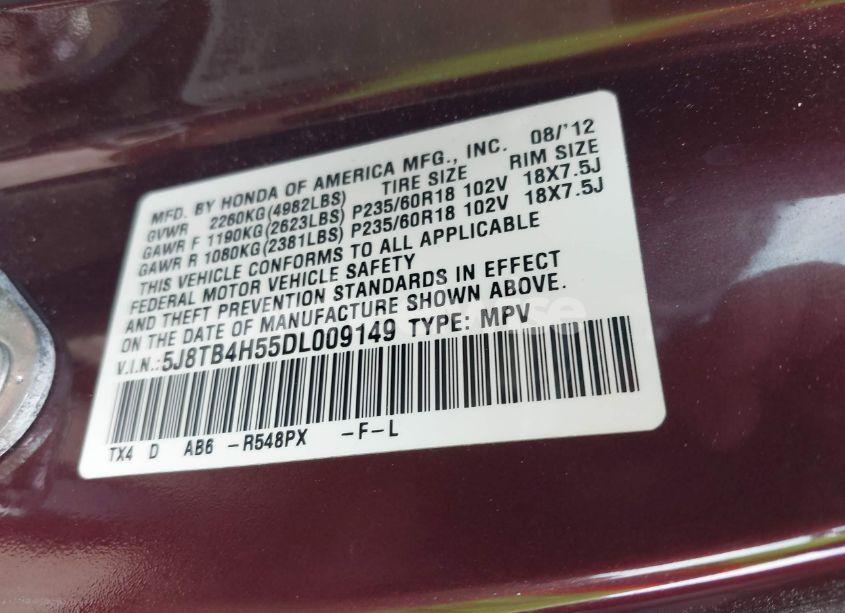 MFD. BY HONDA OF AMERICA MFG., INC. 08/'12
GVWR 2260KG(4982LBS) TIRE SIZE RIM SIZE
GAWR F 1190KG(2623LBS) P235/60R18 102V 18X7.5J
GAWR R 1080KG(2381LBS) P235/60R18 102V 18X7.5J
THIS VEHICLE CONFORMS TO ALL APPLICABLE
FEDERAL MOTOR VEHICLE SAFETY
AND THEFT PREVENTION STANDARDS IN EFFECT
ON THE DATE OF MANUFACTURE SHOWN ABOVE.
V.I.N.: 5J8TB4H55DL009149 TYPE: MPV
TX4 D AB6 -R548PX -F-L